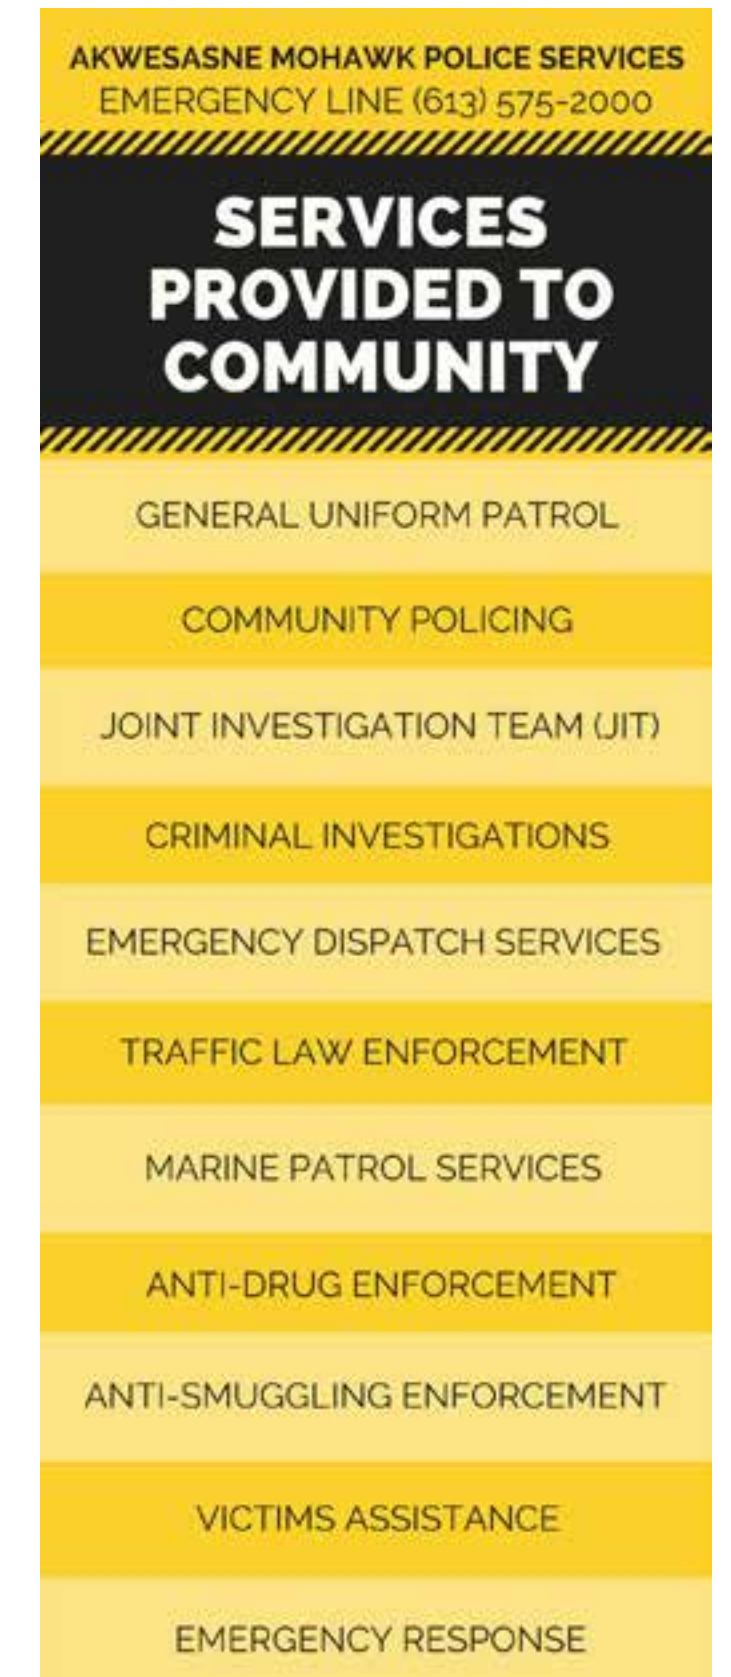 AKWESASNE MOHAWK POLICE SERVICES
EMERGENCY LINE (613) 575-2000
SERVICES
PROVIDED TO
COMMUNITY
GENERAL UNIFORM PATROL
COMMUNITY POLICING
JOINT INVESTIGATION TEAM (JIT)
CRIMINAL INVESTIGATIONS
EMERGENCY DISPATCH SERVICES
TRAFFIC LAW ENFORCEMENT
MARINE PATROL SERVICES
ANTI-DRUG ENFORCEMENT
ANTI-SMUGGLING ENFORCEMENT
VICTIMS ASSISTANCE
EMERGENCY RESPONSE